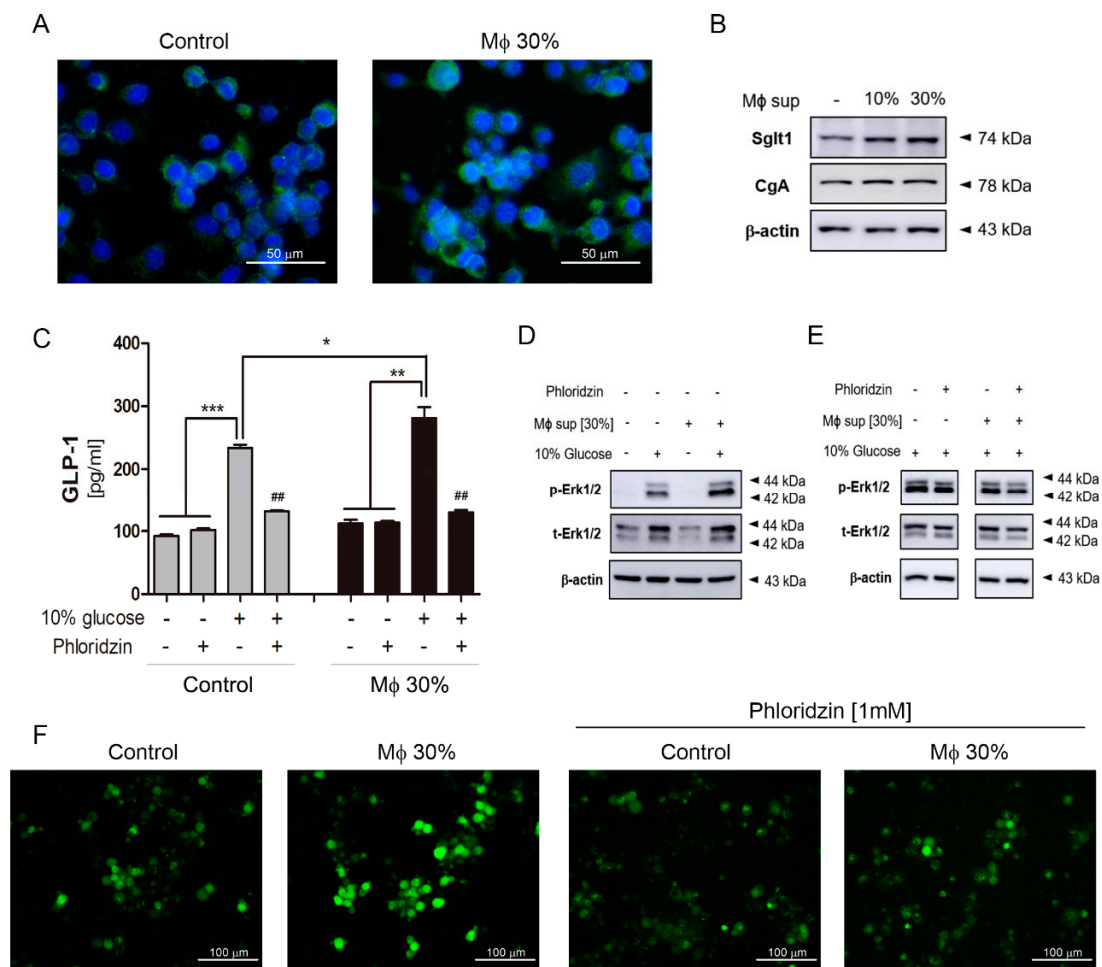 A
Control
Mϕ 30%
50 μm
50 μm
B
Mϕ sup - 10% 30%
Sglt1 ◄ 74 kDa
CgA ◄ 78 kDa
β-actin ◄ 43 kDa
C
GLP-1
[pg/ml]
400
300
200
100
0
*
***
**
##
##
10% glucose - - + + - - + +
Phloridzin - + - + - + - +
Control
Mϕ 30%
D
Phloridzin - - - -
Mϕ sup [30%] - - + +
10% Glucose - + - +
p-Erk1/2 ◄ 44 kDa
◄ 42 kDa
t-Erk1/2 ◄ 44 kDa
◄ 42 kDa
β-actin ◄ 43 kDa
E
Phloridzin - + - +
Mϕ sup [30%] - - + +
10% Glucose + + + +
p-Erk1/2 ◄ 44 kDa
◄ 42 kDa
t-Erk1/2 ◄ 44 kDa
◄ 42 kDa
β-actin ◄ 43 kDa
F
Phloridzin [1mM]
Control
Mϕ 30%
Control
Mϕ 30%
100 μm
100 μm
100 μm
100 μm